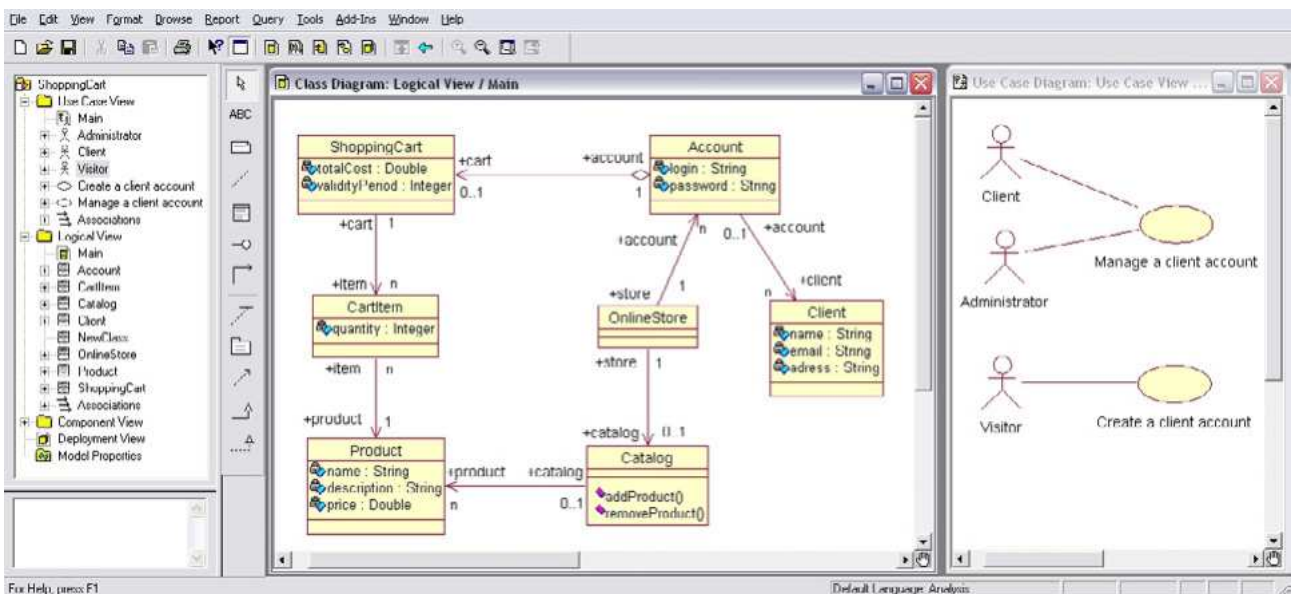 File Edit View Format Browse Report Query Tools Add-Ins Window Help
ShoppingCart
Use Case View
Main
Administrator
Client
Visitor
Create a client account
Manage a client account
Associations
Logical View
Main
Account
CartItem
Catalog
Client
NewClass
OnlineStore
Product
ShoppingCart
Associations
Component View
Deployment View
Model Properties
ABC
Class Diagram: Logical View / Main
ShoppingCart
totalCost : Double
validityPeriod : Integer
+cart
0..1
+account
1
Account
login : String
password : String
+cart 1
+item n
CartItem
quantity : Integer
+item n
+product 1
Product
name : String
description : String
price : Double
+account n
+store 1
OnlineStore
+store 1
+catalog 0..1
Catalog
addProduct()
removeProduct()
+product
n
+catalog
0..1
0..1 +account
n +client
Client
name : String
email : String
adress : String
Use Case Diagram: Use Case View ...
Client
Manage a client account
Administrator
Visitor
Create a client account
For Help, press F1
Default Language: Analysis